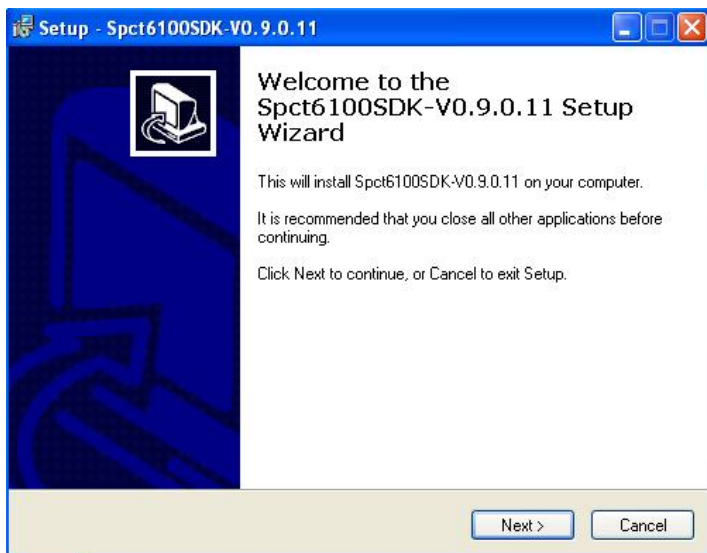 Setup - Spct6100SDK-V0.9.0.11
Welcome to the
Spct6100SDK-V0.9.0.11 Setup
Wizard
This will install Spct6100SDK-V0.9.0.11 on your computer.
It is recommended that you close all other applications before
continuing.
Click Next to continue, or Cancel to exit Setup.
Next >
Cancel